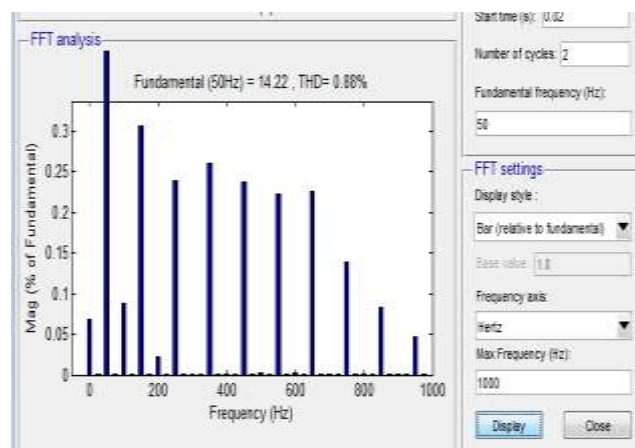 Start time (s): 0.02
FFT analysis
Number of cycles: 2
Fundamental (50Hz) = 14.22 , THD= 0.88%
Fundamental frequency (Hz):
50
0.3
0.25
0.2
0.15
0.1
0.05
0
Mag (% of Fundamental)
0 200 400 600 800 1000
Frequency (Hz)
FFT settings
Display style :
Bar (relative to fundamental)
Base value: 1.0
Frequency axis:
Hertz
Max Frequency (Hz):
1000
Display Close